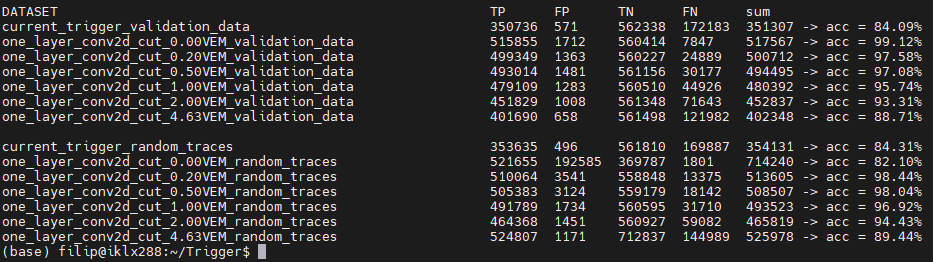 DATASET TP FP TN FN sum
current_trigger_validation_data 350736 571 562338 172183 351307 -> acc = 84.09%
one_layer_conv2d_cut_0.00VEM_validation_data 515855 1712 560414 7847 517567 -> acc = 99.12%
one_layer_conv2d_cut_0.20VEM_validation_data 499349 1363 560227 24889 500712 -> acc = 97.58%
one_layer_conv2d_cut_0.50VEM_validation_data 493014 1481 561156 30177 494495 -> acc = 97.08%
one_layer_conv2d_cut_1.00VEM_validation_data 479109 1283 560510 44926 480392 -> acc = 95.74%
one_layer_conv2d_cut_2.00VEM_validation_data 451829 1008 561348 71643 452837 -> acc = 93.31%
one_layer_conv2d_cut_4.63VEM_validation_data 401690 658 561498 121982 402348 -> acc = 88.71%
current_trigger_random_traces 353635 496 561810 169887 354131 -> acc = 84.31%
one_layer_conv2d_cut_0.00VEM_random_traces 521655 192585 369787 1801 714240 -> acc = 82.10%
one_layer_conv2d_cut_0.20VEM_random_traces 510064 3541 558848 13375 513605 -> acc = 98.44%
one_layer_conv2d_cut_0.50VEM_random_traces 505383 3124 559179 18142 508507 -> acc = 98.04%
one_layer_conv2d_cut_1.00VEM_random_traces 491789 1734 560595 31710 493523 -> acc = 96.92%
one_layer_conv2d_cut_2.00VEM_random_traces 464368 1451 560927 59082 465819 -> acc = 94.43%
one_layer_conv2d_cut_4.63VEM_random_traces 524807 1171 712837 144989 525978 -> acc = 89.44%
(base) filip@iklx288:~/Trigger$